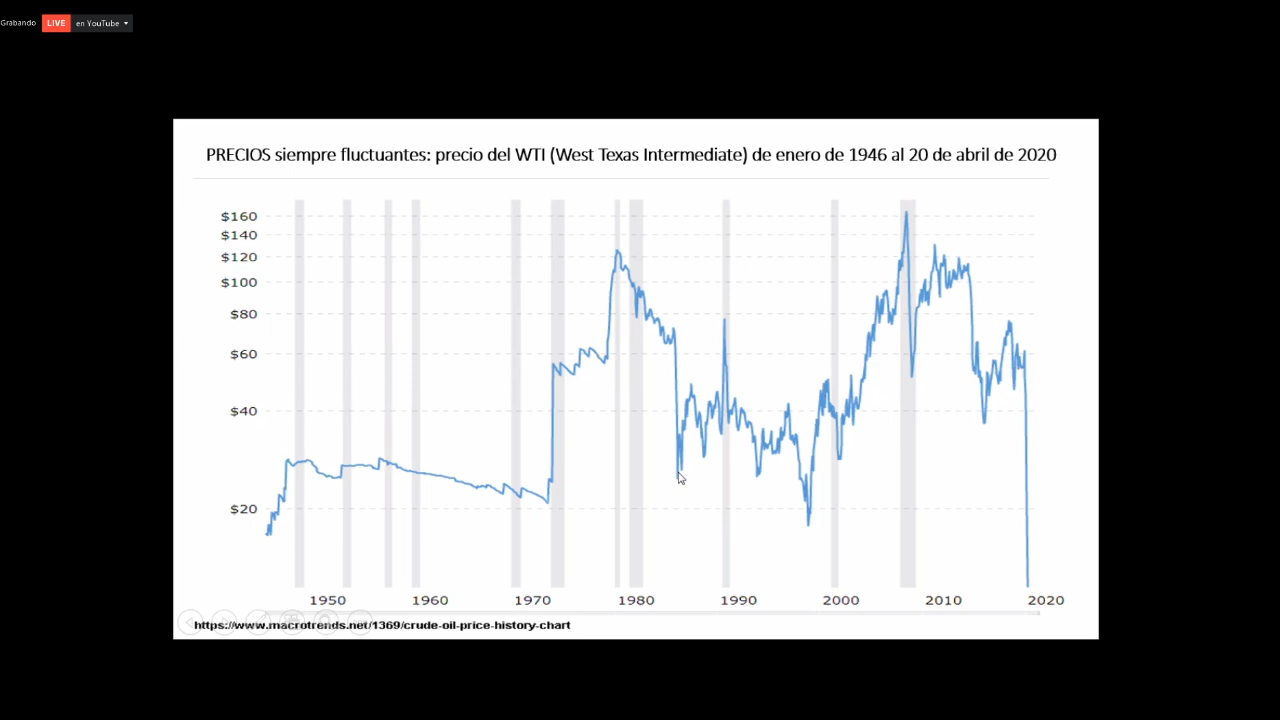 Grabando LIVE en YouTube
PRECIOS siempre fluctuantes: precio del WTI (West Texas Intermediate) de enero de 1946 al 20 de abril de 2020
$160
$140
$120
$100
$80
$60
$40
$20
1950 1960 1970 1980 1990 2000 2010 2020
https://www.macrotrends.net/1369/crude-oil-price-history-chart